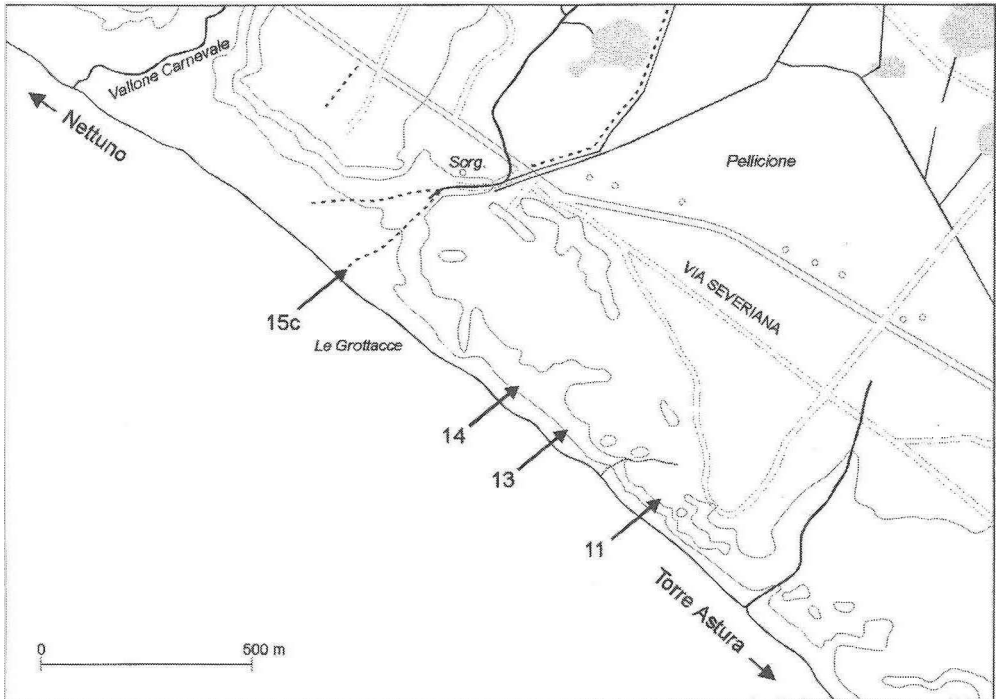 Vallone Carnevale
Nettuno
Sorg.
Pellicione
VIA SEVERIANA
15c
Le Grottacce
14
13
11
Torre Astura
0 500 m